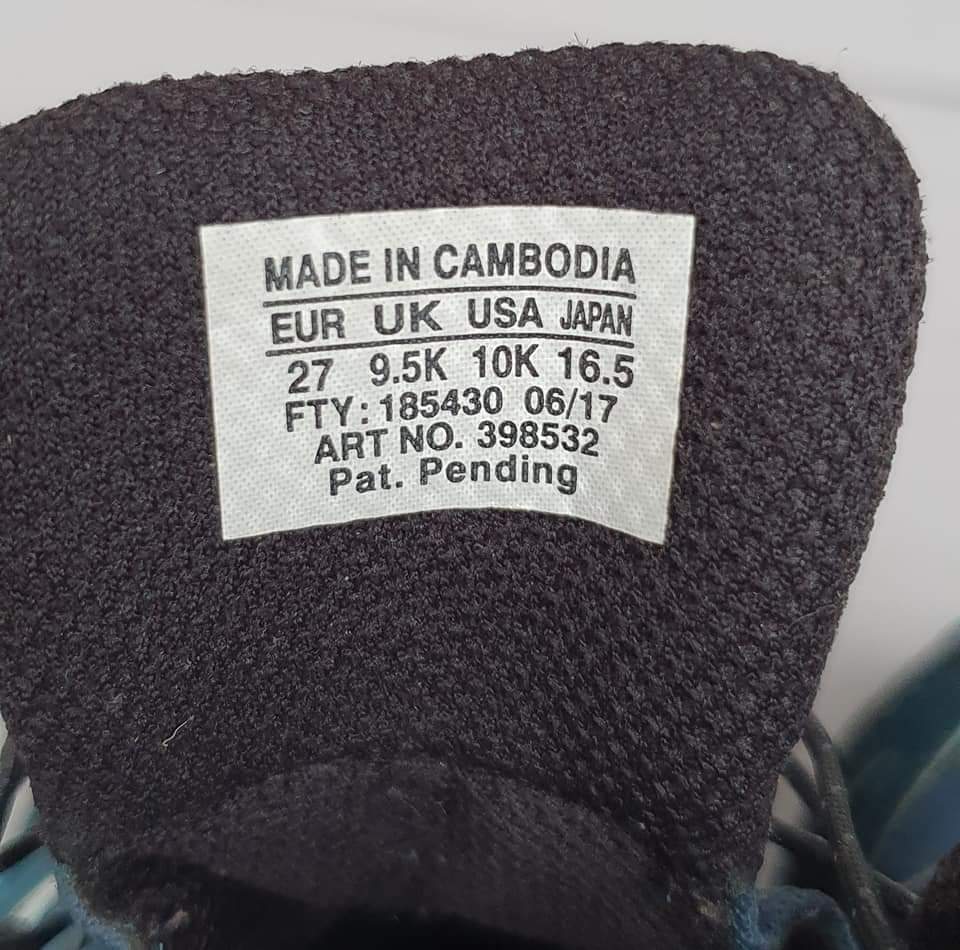 MADE IN CAMBODIA
EUR UK USA JAPAN
27 9.5K 10K 16.5
FTY: 185430 06/17
ART NO. 398532
Pat. Pending